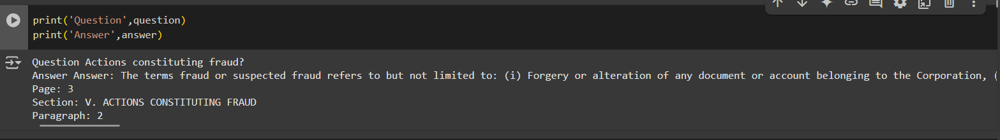 print('Question',question)
print('Answer',answer)
Question Actions constituting fraud?
Answer Answer: The terms fraud or suspected fraud refers to but not limited to: (i) Forgery or alteration of any document or account belonging to the Corporation, (
Page: 3
Section: V. ACTIONS CONSTITUTING FRAUD
Paragraph: 2